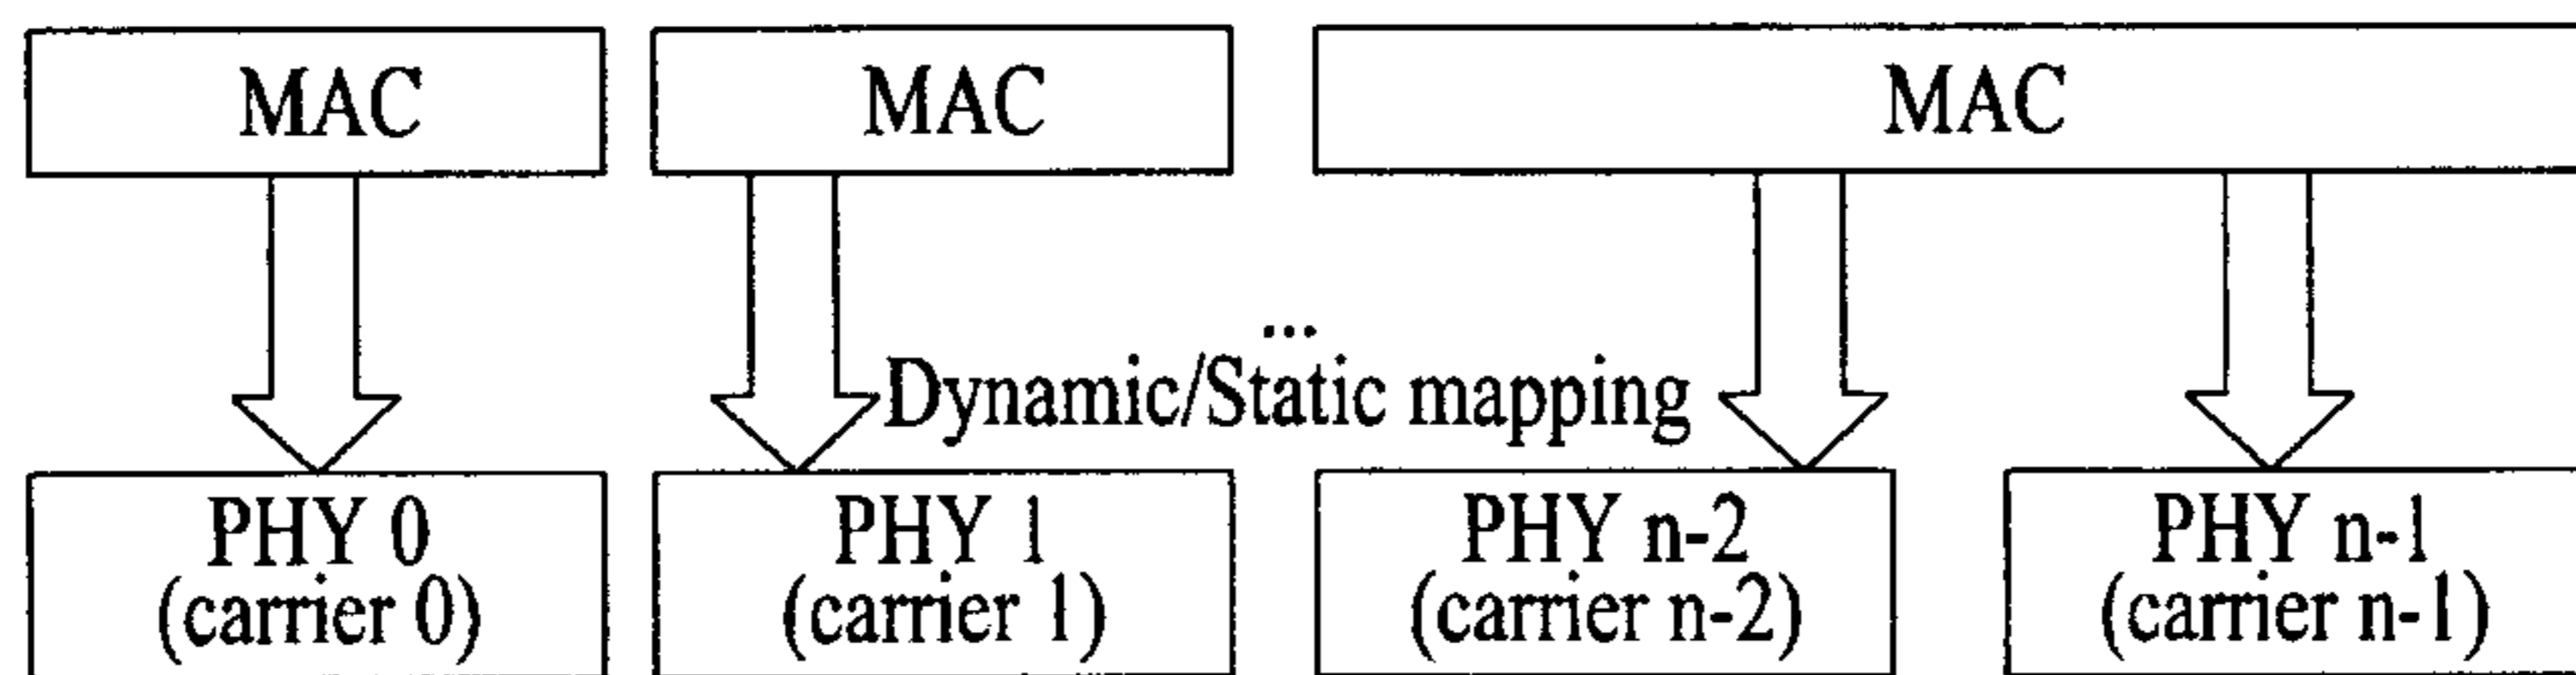 MAC MAC MAC
...
Dynamic/Static mapping
PHY 0 PHY 1 PHY n-2 PHY n-1
(carrier 0) (carrier 1) (carrier n-2) (carrier n-1)